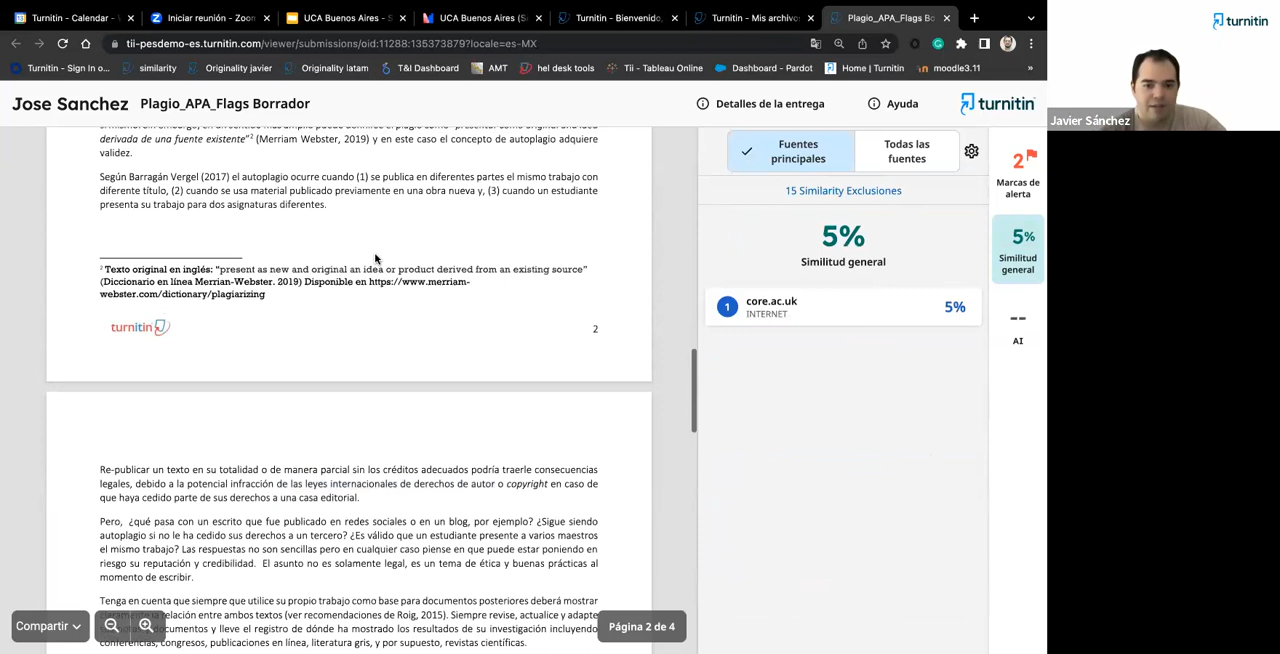 Turnitin - Calendar -
Iniciar reunión - Zoon
UCA Buenos Aires - S
UCA Buenos Aires (S
Turnitin - Bienvenido,
Turnitin - Mis archivo
Plagio_APA_Flags Bo
tii-pesdemo-es.turnitin.com/viewer/submissions/oid:11288:135373879?locale=es-MX
Turnitin - Sign In o...
similarity
Originality javier
Originality latam
T&I Dashboard
AMT
hel desk tools
Tii - Tableau Online
Dashboard - Pardot
Home | Turnitin
moodle3.11
»
turnitin
Javier Sánchez
Jose Sanchez
Plagio_APA_Flags Borrador
Detalles de la entrega
Ayuda
turnitin
derivada de una fuente existente"2 (Merriam Webster, 2019) y en este caso el concepto de autoplagio adquiere
validez.
Según Barragán Vergel (2017) el autoplagio ocurre cuando (1) se publica en diferentes partes el mismo trabajo con
diferente título, (2) cuando se usa material publicado previamente en una obra nueva y, (3) cuando un estudiante
presenta su trabajo para dos asignaturas diferentes.
2 Texto original en inglés: "present as new and original an idea or product derived from an existing source"
(Diccionario en línea Merrian-Webster. 2019) Disponible en https://www.merriam-
webster.com/dictionary/plagiarizing
turnitin
2
Re-publicar un texto en su totalidad o de manera parcial sin los créditos adecuados podría traerle consecuencias
legales, debido a la potencial infracción de las leyes internacionales de derechos de autor o copyright en caso de
que haya cedido parte de sus derechos a una casa editorial.
Pero, ¿qué pasa con un escrito que fue publicado en redes sociales o en un blog, por ejemplo? ¿Sigue siendo
autoplagio si no le ha cedido sus derechos a un tercero? ¿Es válido que un estudiante presente a varios maestros
el mismo trabajo? Las respuestas no son sencillas pero en cualquier caso piense en que puede estar poniendo en
riesgo su reputación y credibilidad. El asunto no es solamente legal, es un tema de ética y buenas prácticas al
momento de escribir.
Tenga en cuenta que siempre que utilice su propio trabajo como base para documentos posteriores deberá mostrar
relación entre ambos textos (ver recomendaciones de Roig, 2015). Siempre revise, actualice y adapte
documentos y lleve el registro de dónde ha mostrado los resultados de su investigación incluyendo
conferencias, congresos, publicaciones en línea, literatura gris, y por supuesto, revistas científicas.
Compartir
Página 2 de 4
Fuentes
principales
Todas las
fuentes
15 Similarity Exclusiones
5%
Similitud general
1
core.ac.uk
INTERNET
5%
2
Marcas de
alerta
5%
Similitud
general
--
AI